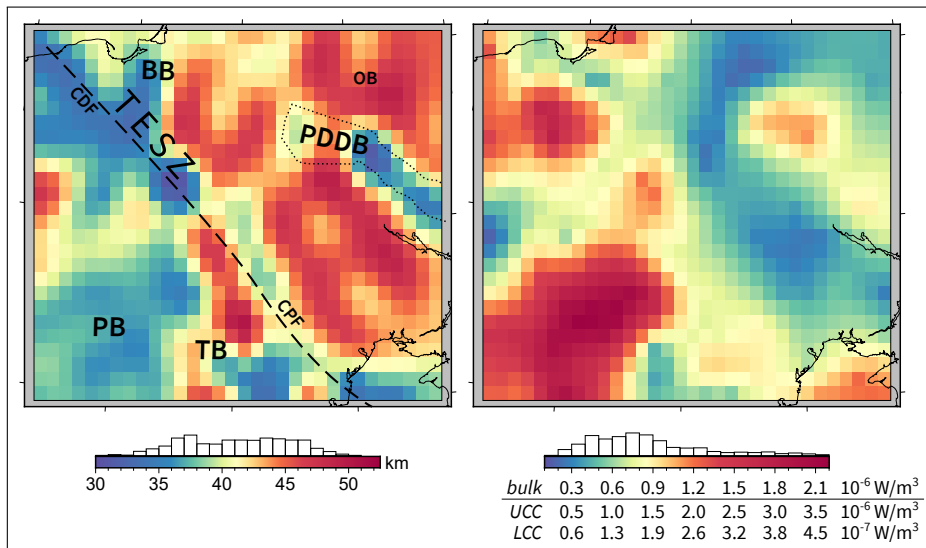 BB
OB
CDF
TESZ
PDDB
CPF
PB
TB
km
30 35 40 45 50
bulk 0.3 0.6 0.9 1.2 1.5 1.8 2.1 10⁻⁶ W/m³
UCC 0.5 1.0 1.5 2.0 2.5 3.0 3.5 10⁻⁶ W/m³
LCC 0.6 1.3 1.9 2.6 3.2 3.8 4.5 10⁻⁷ W/m³